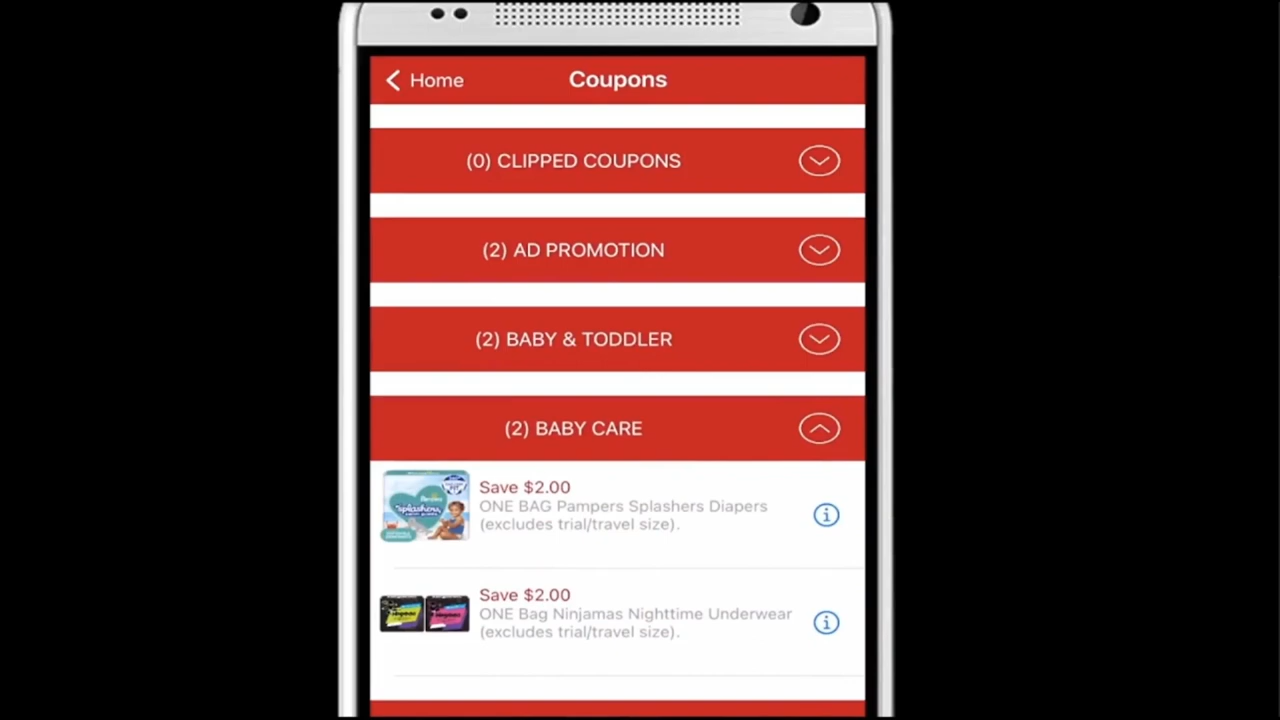 Home
Coupons
(0) CLIPPED COUPONS
(2) AD PROMOTION
(2) BABY & TODDLER
(2) BABY CARE
Save $2.00
ONE BAG Pampers Splashers Diapers
(excludes trial/travel size).
splashers
Save $2.00
ONE Bag Ninjamas Nighttime Underwear
(excludes trial/travel size).